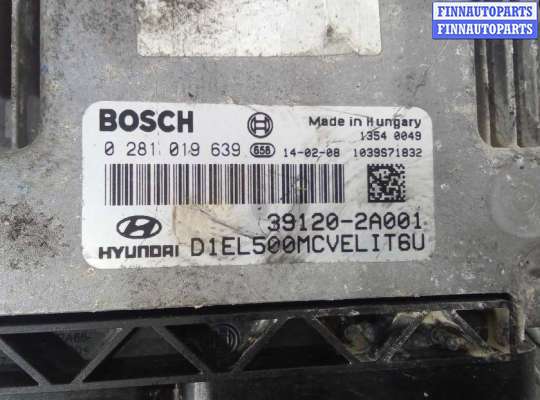 FINNAUTOPARTS
FINNAUTOPARTS
BOSCH
Made in Hungary
1354 0049
0 281 019 639 656 14-02-08 1039S71832
39120-2A001
HYUNDAI D1EL500MCVELIT6U